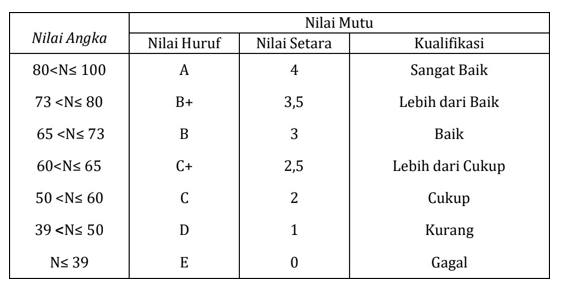 Nilai Angka Nilai Mutu
Nilai Huruf Nilai Setara Kualifikasi
80<N≤ 100 A 4 Sangat Baik
73 <N≤ 80 B+ 3,5 Lebih dari Baik
65 <N≤ 73 B 3 Baik
60<N≤ 65 C+ 2,5 Lebih dari Cukup
50 <N≤ 60 C 2 Cukup
39 <N≤ 50 D 1 Kurang
N≤ 39 E 0 Gagal